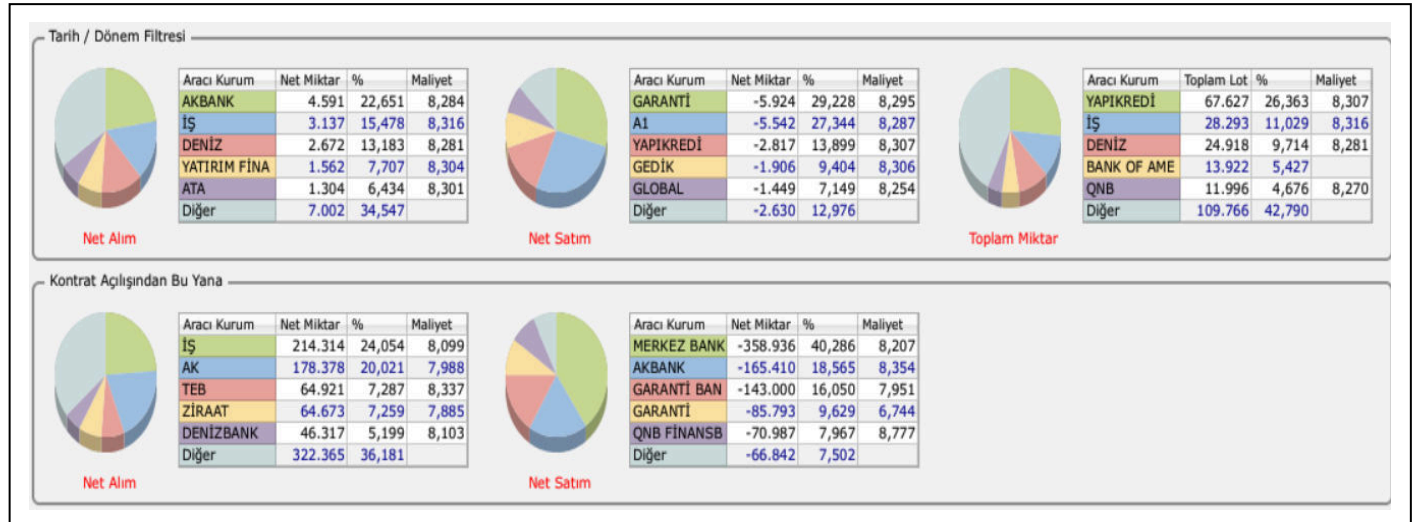 Tarih / Dönem Filtresi
Aracı Kurum Net Miktar % Maliyet
AKBANK 4.591 22,651 8,284
İŞ 3.137 15,478 8,316
DENİZ 2.672 13,183 8,281
YATIRIM FİNA 1.562 7,707 8,304
ATA 1.304 6,434 8,301
Diğer 7.002 34,547
Net Alım
Aracı Kurum Net Miktar % Maliyet
GARANTİ -5.924 29,228 8,295
A1 -5.542 27,344 8,287
YAPIKREDİ -2.817 13,899 8,307
GEDİK -1.906 9,404 8,306
GLOBAL -1.449 7,149 8,254
Diğer -2.630 12,976
Net Satım
Aracı Kurum Toplam Lot % Maliyet
YAPIKREDİ 67.627 26,363 8,307
İŞ 28.293 11,029 8,316
DENİZ 24.918 9,714 8,281
BANK OF AME 13.922 5,427
QNB 11.996 4,676 8,270
Diğer 109.766 42,790
Toplam Miktar
Kontrat Açılışından Bu Yana
Aracı Kurum Net Miktar % Maliyet
İŞ 214.314 24,054 8,099
AK 178.378 20,021 7,988
TEB 64.921 7,287 8,337
ZİRAAT 64.673 7,259 7,885
DENİZBANK 46.317 5,199 8,103
Diğer 322.365 36,181
Net Alım
Aracı Kurum Net Miktar % Maliyet
MERKEZ BANK -358.936 40,286 8,207
AKBANK -165.410 18,565 8,354
GARANTİ BAN -143.000 16,050 7,951
GARANTİ -85.793 9,629 6,744
QNB FİNANSB -70.987 7,967 8,777
Diğer -66.842 7,502
Net Satım